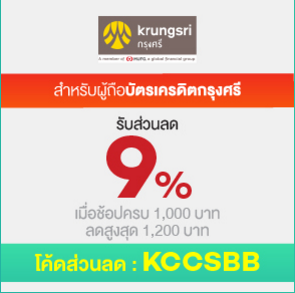 krungsri
กรุงศรี
A member of MUFG, a global financial group
สำหรับผู้ถือบัตรเครดิตกรุงศรี
รับส่วนลด
9%
เมื่อช้อปครบ 1,000 บาท
ลดสูงสุด 1,200 บาท
โค้ดส่วนลด : KCCSBB